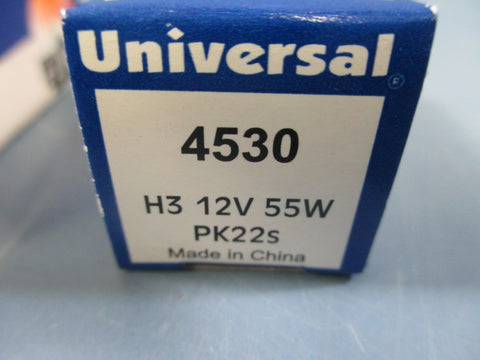 Universal®
4530
H3 12V 55W
PK22s
Made in China